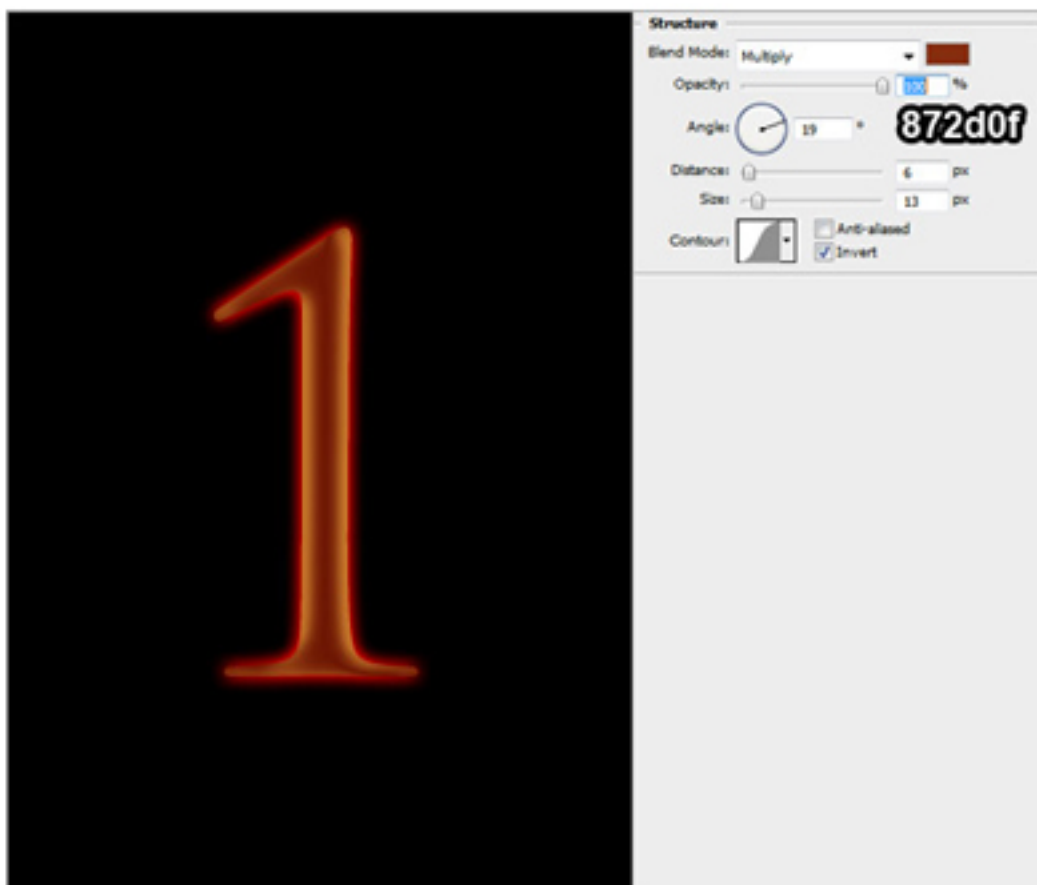 1
Structure
Blend Mode: Multiply
Opacity: 100 %
Angle: 19 °
872d0f
Distance: 6 px
Size: 13 px
Contour: Anti-aliased
Invert